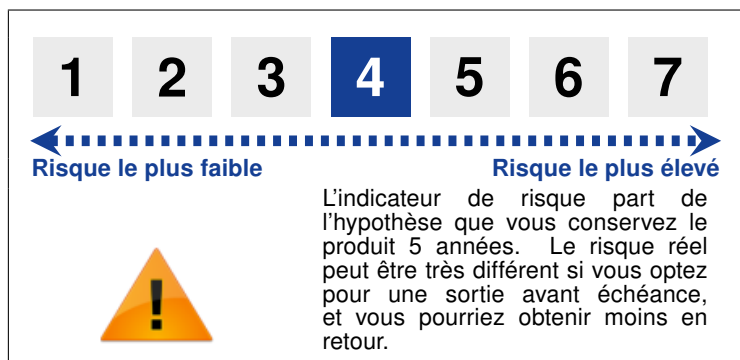 1 2 3 4 5 6 7
Risque le plus faible Risque le plus élevé
L'indicateur de risque part de
l'hypothèse que vous conservez le
produit 5 années. Le risque réel
peut être très différent si vous optez
pour une sortie avant échéance,
et vous pourriez obtenir moins en
retour.